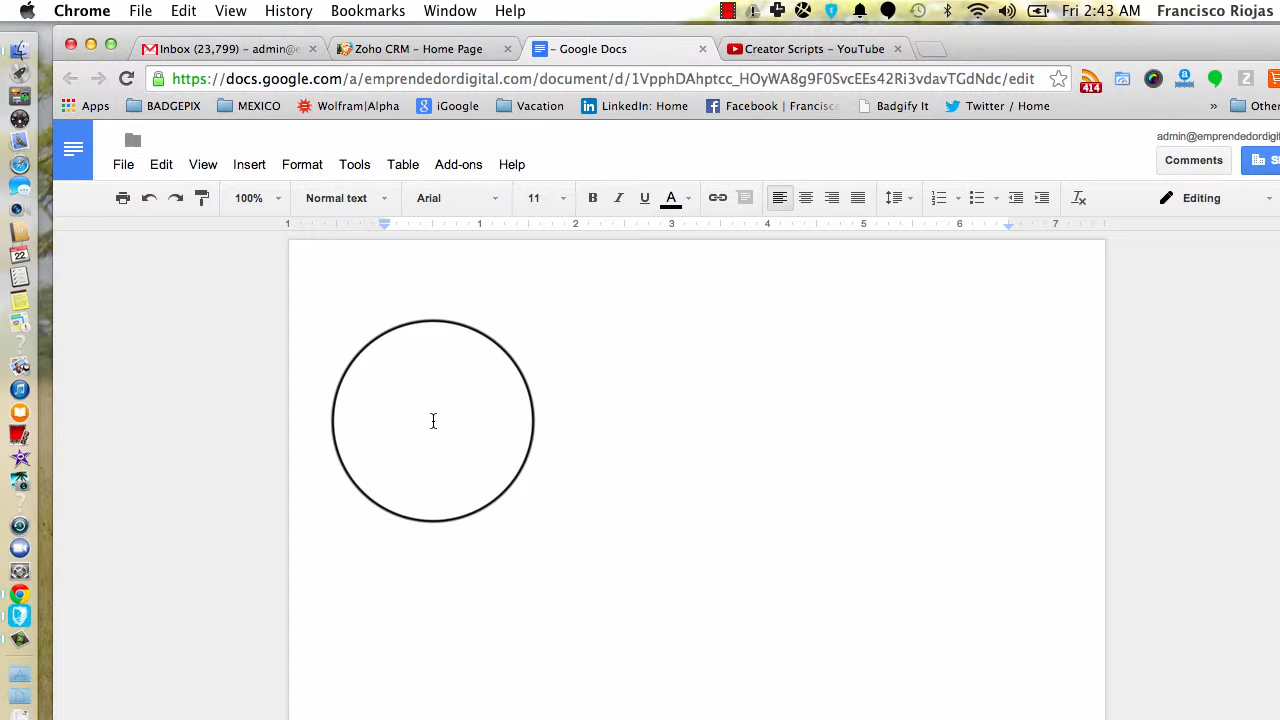 Chrome File Edit View History Bookmarks Window Help Fri 2:43 AM Francisco Riojas
Inbox (23,799) – admin@e Zoho CRM – Home Page – Google Docs Creator Scripts – YouTube
https://docs.google.com/a/emprendedordigital.com/document/d/1VpphDAhptcc_HOyWA8g9F0SvcEEs42Ri3vdavTGdNdc/edit 414
Apps BADGEPIX MEXICO Wolfram|Alpha iGoogle Vacation LinkedIn: Home Facebook | Francisc Badgify It Twitter / Home » Other
admin@emprendedordigit
File Edit View Insert Format Tools Table Add-ons Help Comments
100% Normal text Arial 11 B I U A Editing
1 1 2 3 4 5 6 7
22